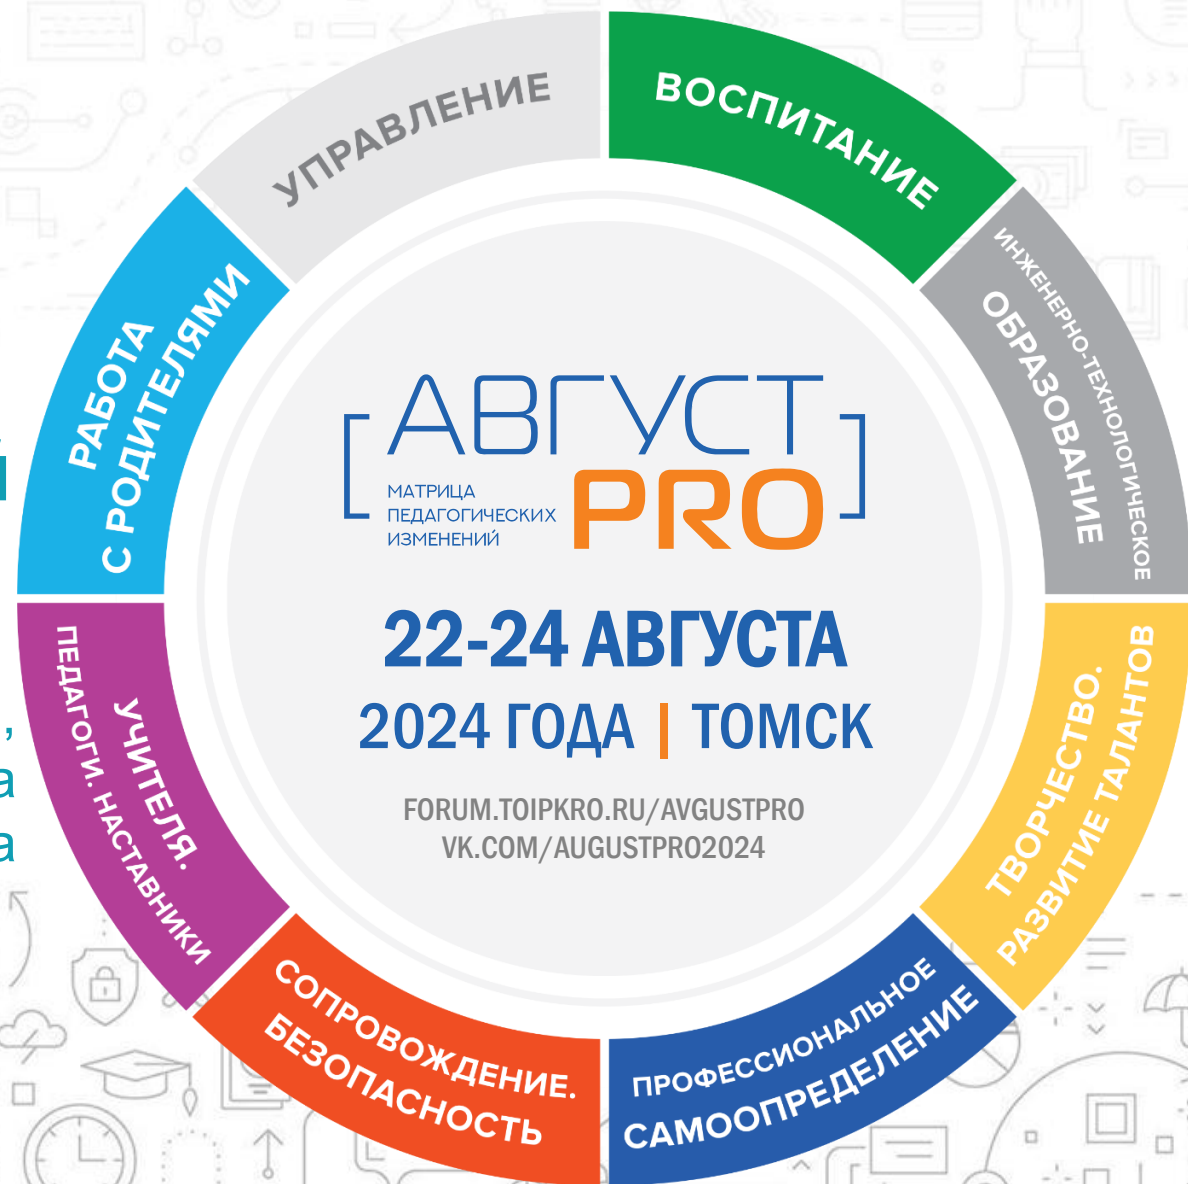 УПРАВЛЕНИЕ
ВОСПИТАНИЕ
ИНЖЕНЕРНО-ТЕХНОЛОГИЧЕСКОЕ
ОБРАЗОВАНИЕ
ТВОРЧЕСТВО.
РАЗВИТИЕ ТАЛАНТОВ
ПРОФЕССИОНАЛЬНОЕ
САМООПРЕДЕЛЕНИЕ
СОПРОВОЖДЕНИЕ.
БЕЗОПАСНОСТЬ
УЧИТЕЛЯ.
ПЕДАГОГИ. НАСТАВНИКИ
РАБОТА
С РОДИТЕЛЯМИ
[АВГУСТ
PRO]
МАТРИЦА
ПЕДАГОГИЧЕСКИХ
ИЗМЕНЕНИЙ
22-24 АВГУСТА
2024 ГОДА | ТОМСК
FORUM.TOIPKRO.RU/AVGUSTPRO
VK.COM/AUGUSTPRO2024